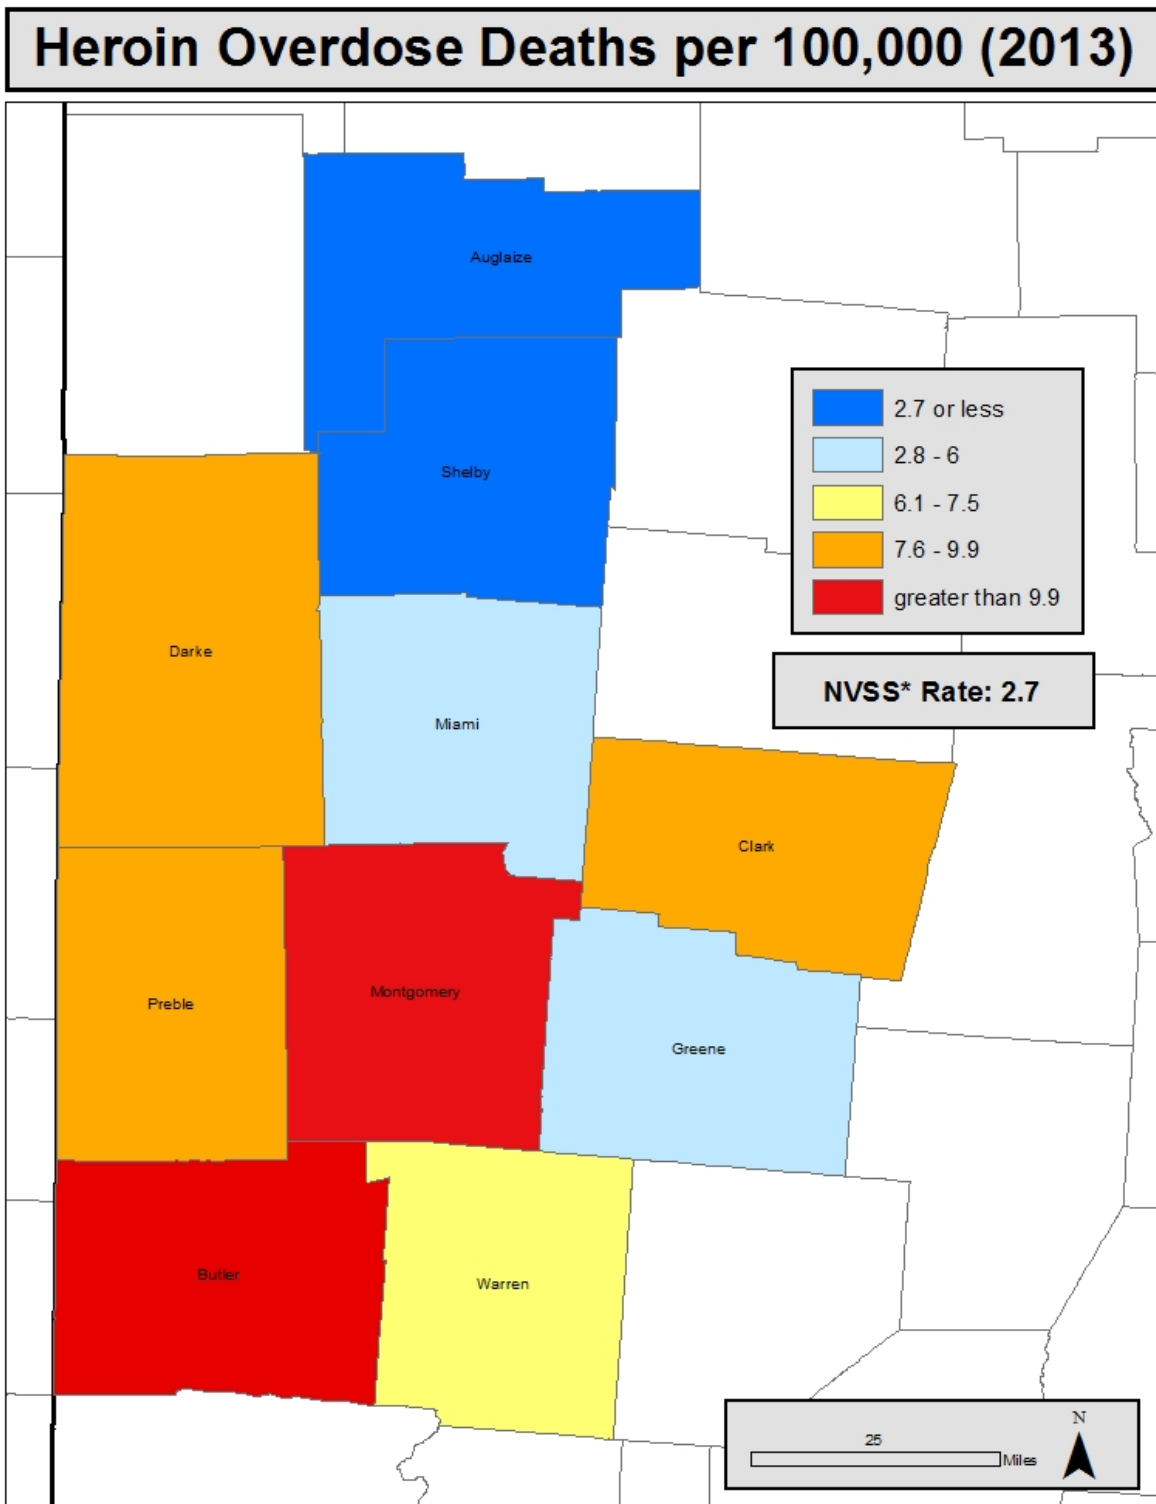 Heroin Overdose Deaths per 100,000 (2013)
Auglaize
2.7 or less
2.8 - 6
6.1 - 7.5
7.6 - 9.9
greater than 9.9
Shelby
Darke
NVSS* Rate: 2.7
Miami
Clark
Montgomery
Preble
Greene
Butler
Warren
N
25
Miles